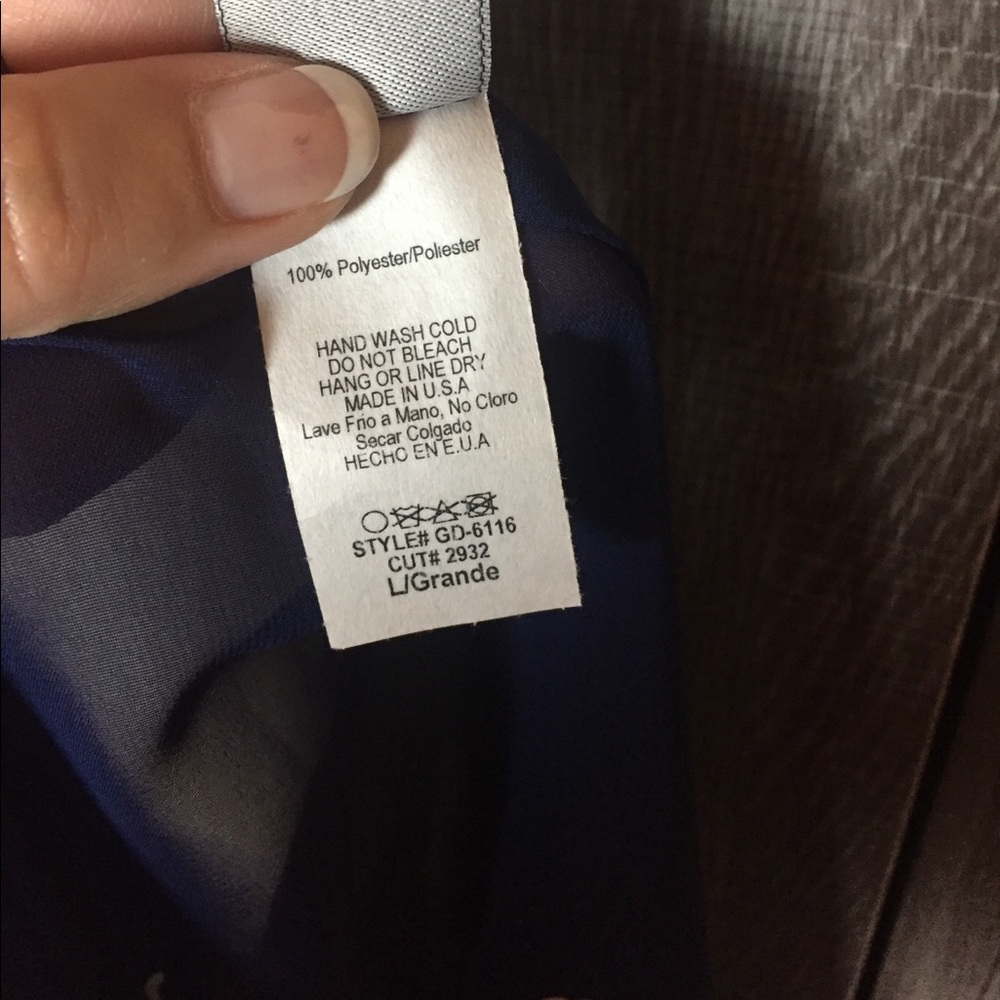 100% Polyester/Poliester
HAND WASH COLD
DO NOT BLEACH
HANG OR LINE DRY
MADE IN U.S.A
Lave Frio a Mano, No Cloro
Secar Colgado
HECHO EN E.U.A
STYLE# GD-6116
CUT# 2932
L/Grande